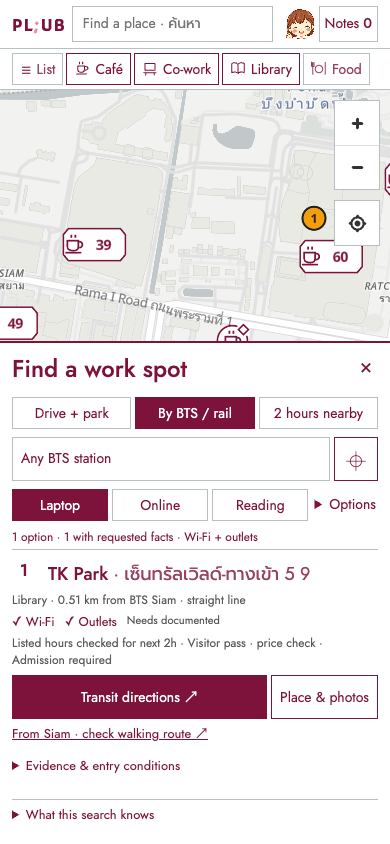 PL;UB
Find a place · ค้นหา
Notes 0
≡ List
Café
Co-work
Library
Food
+
−
1
39
60
SIAM
สยาม
Rama I Road ถนนพระรามที่ 1
49
Find a work spot
×
Drive + park
By BTS / rail
2 hours nearby
Any BTS station
Laptop
Online
Reading
▶ Options
1 option · 1 with requested facts · Wi-Fi + outlets
1 TK Park · เซ็นทรัลเวิลด์-ทางเข้า 5 9
Library · 0.51 km from BTS Siam · straight line
✓ Wi-Fi ✓ Outlets Needs documented
Listed hours checked for next 2h · Visitor pass · price check ·
Admission required
Transit directions ↗
Place & photos
From Siam · check walking route ↗
▶ Evidence & entry conditions
▶ What this search knows